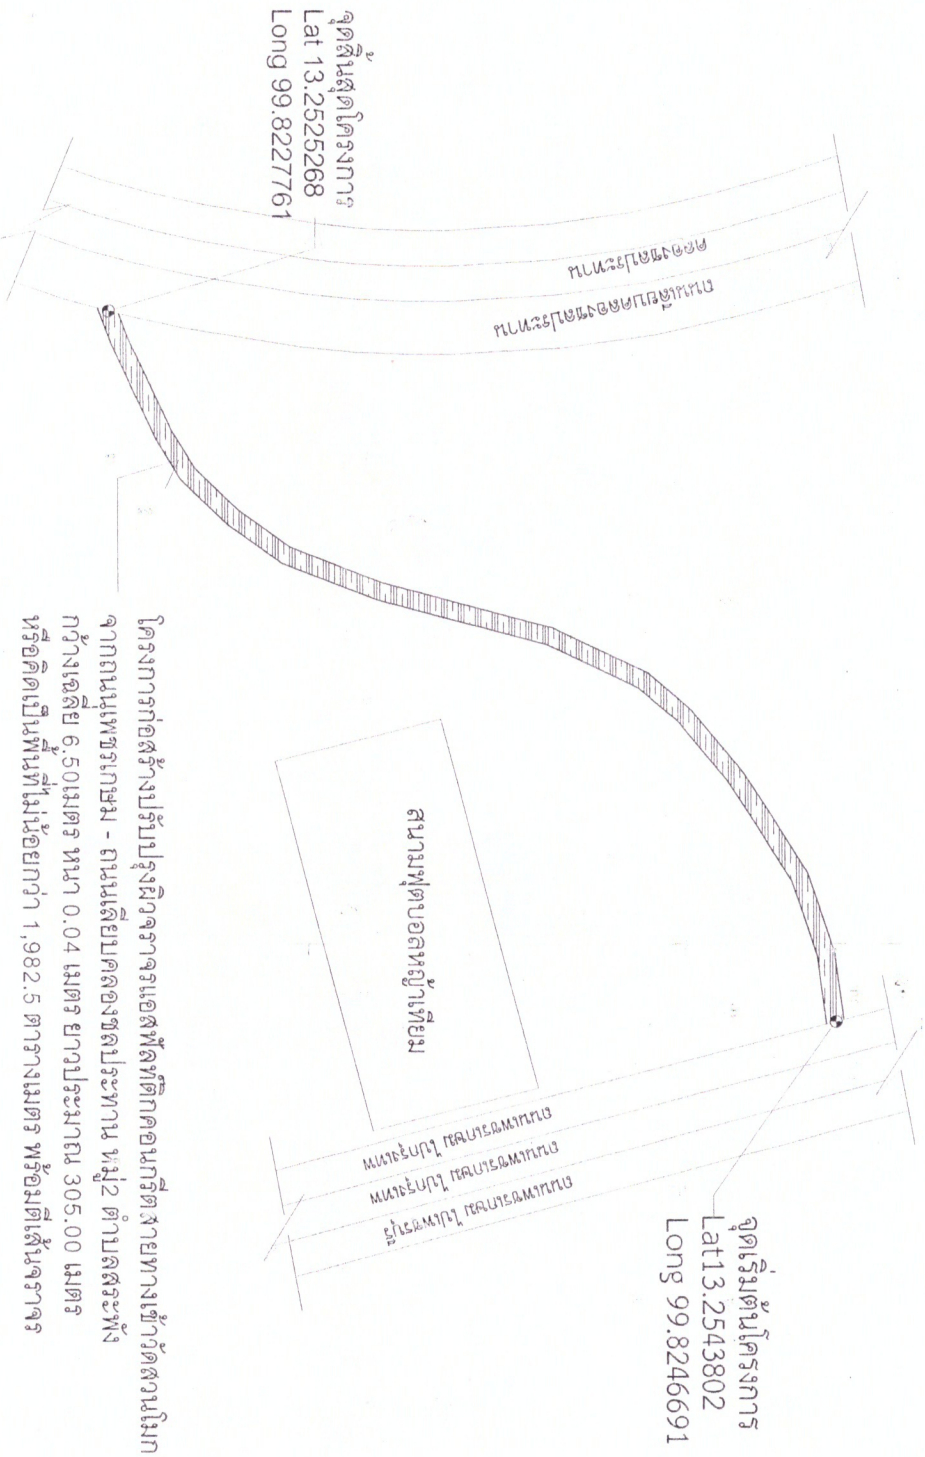 จุดสิ้นสุดโครงการ
Lat 13.2525268
Long 99.8227761
คลองชลประทาน
ถนนเลียบคลองชลประทาน
สนามฟุตบอลหญ้าเทียม
ถนนเพชรเกษม ไปกรุงเทพ
ถนนเพชรเกษม ไปกรุงเทพ
ถนนเพชรเกษม ไปเพชรบุรี
จุดเริ่มต้นโครงการ
Lat13.2543802
Long 99.8246691
โครงการก่อสร้างปรับปรุงผิวจราจรแอสฟัลท์ติกคอนกรีตสายทางเข้าวัดสวนโมก
จากถนนเพชรเกษม - ถนนเลียบคลองชลประทาน หมู่2 ตำบลสระพัง
กว้างเฉลี่ย 6.50เมตร หนา 0.04 เมตร ยาวประมาณ 305.00 เมตร
หรือคิดเป็นพื้นที่ไม่น้อยกว่า 1,982.5 ตารางเมตร พร้อมตีเส้นจราจร